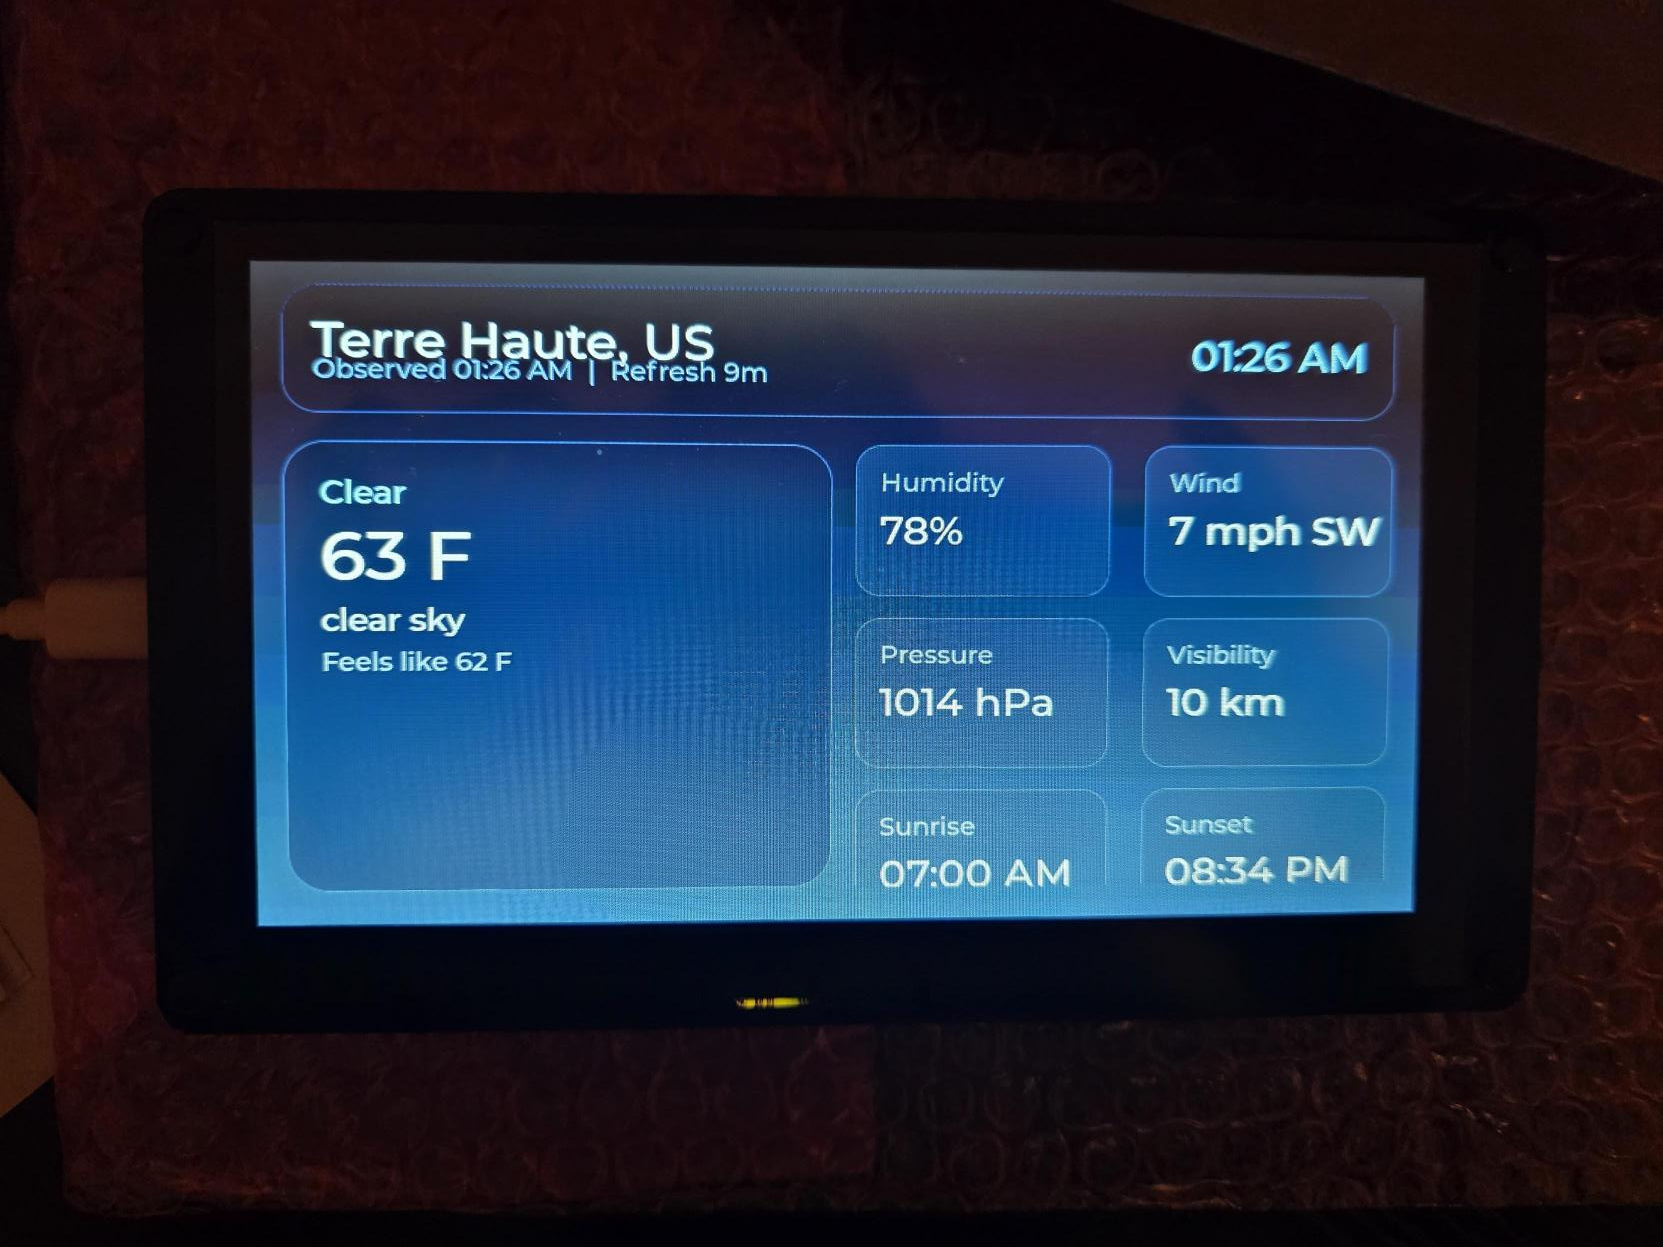 Terre Haute, US
Observed 01:26 AM | Refresh 9m
01:26 AM
Clear
63 F
clear sky
Feels like 62 F
Humidity
78%
Wind
7 mph SW
Pressure
1014 hPa
Visibility
10 km
Sunrise
07:00 AM
Sunset
08:34 PM